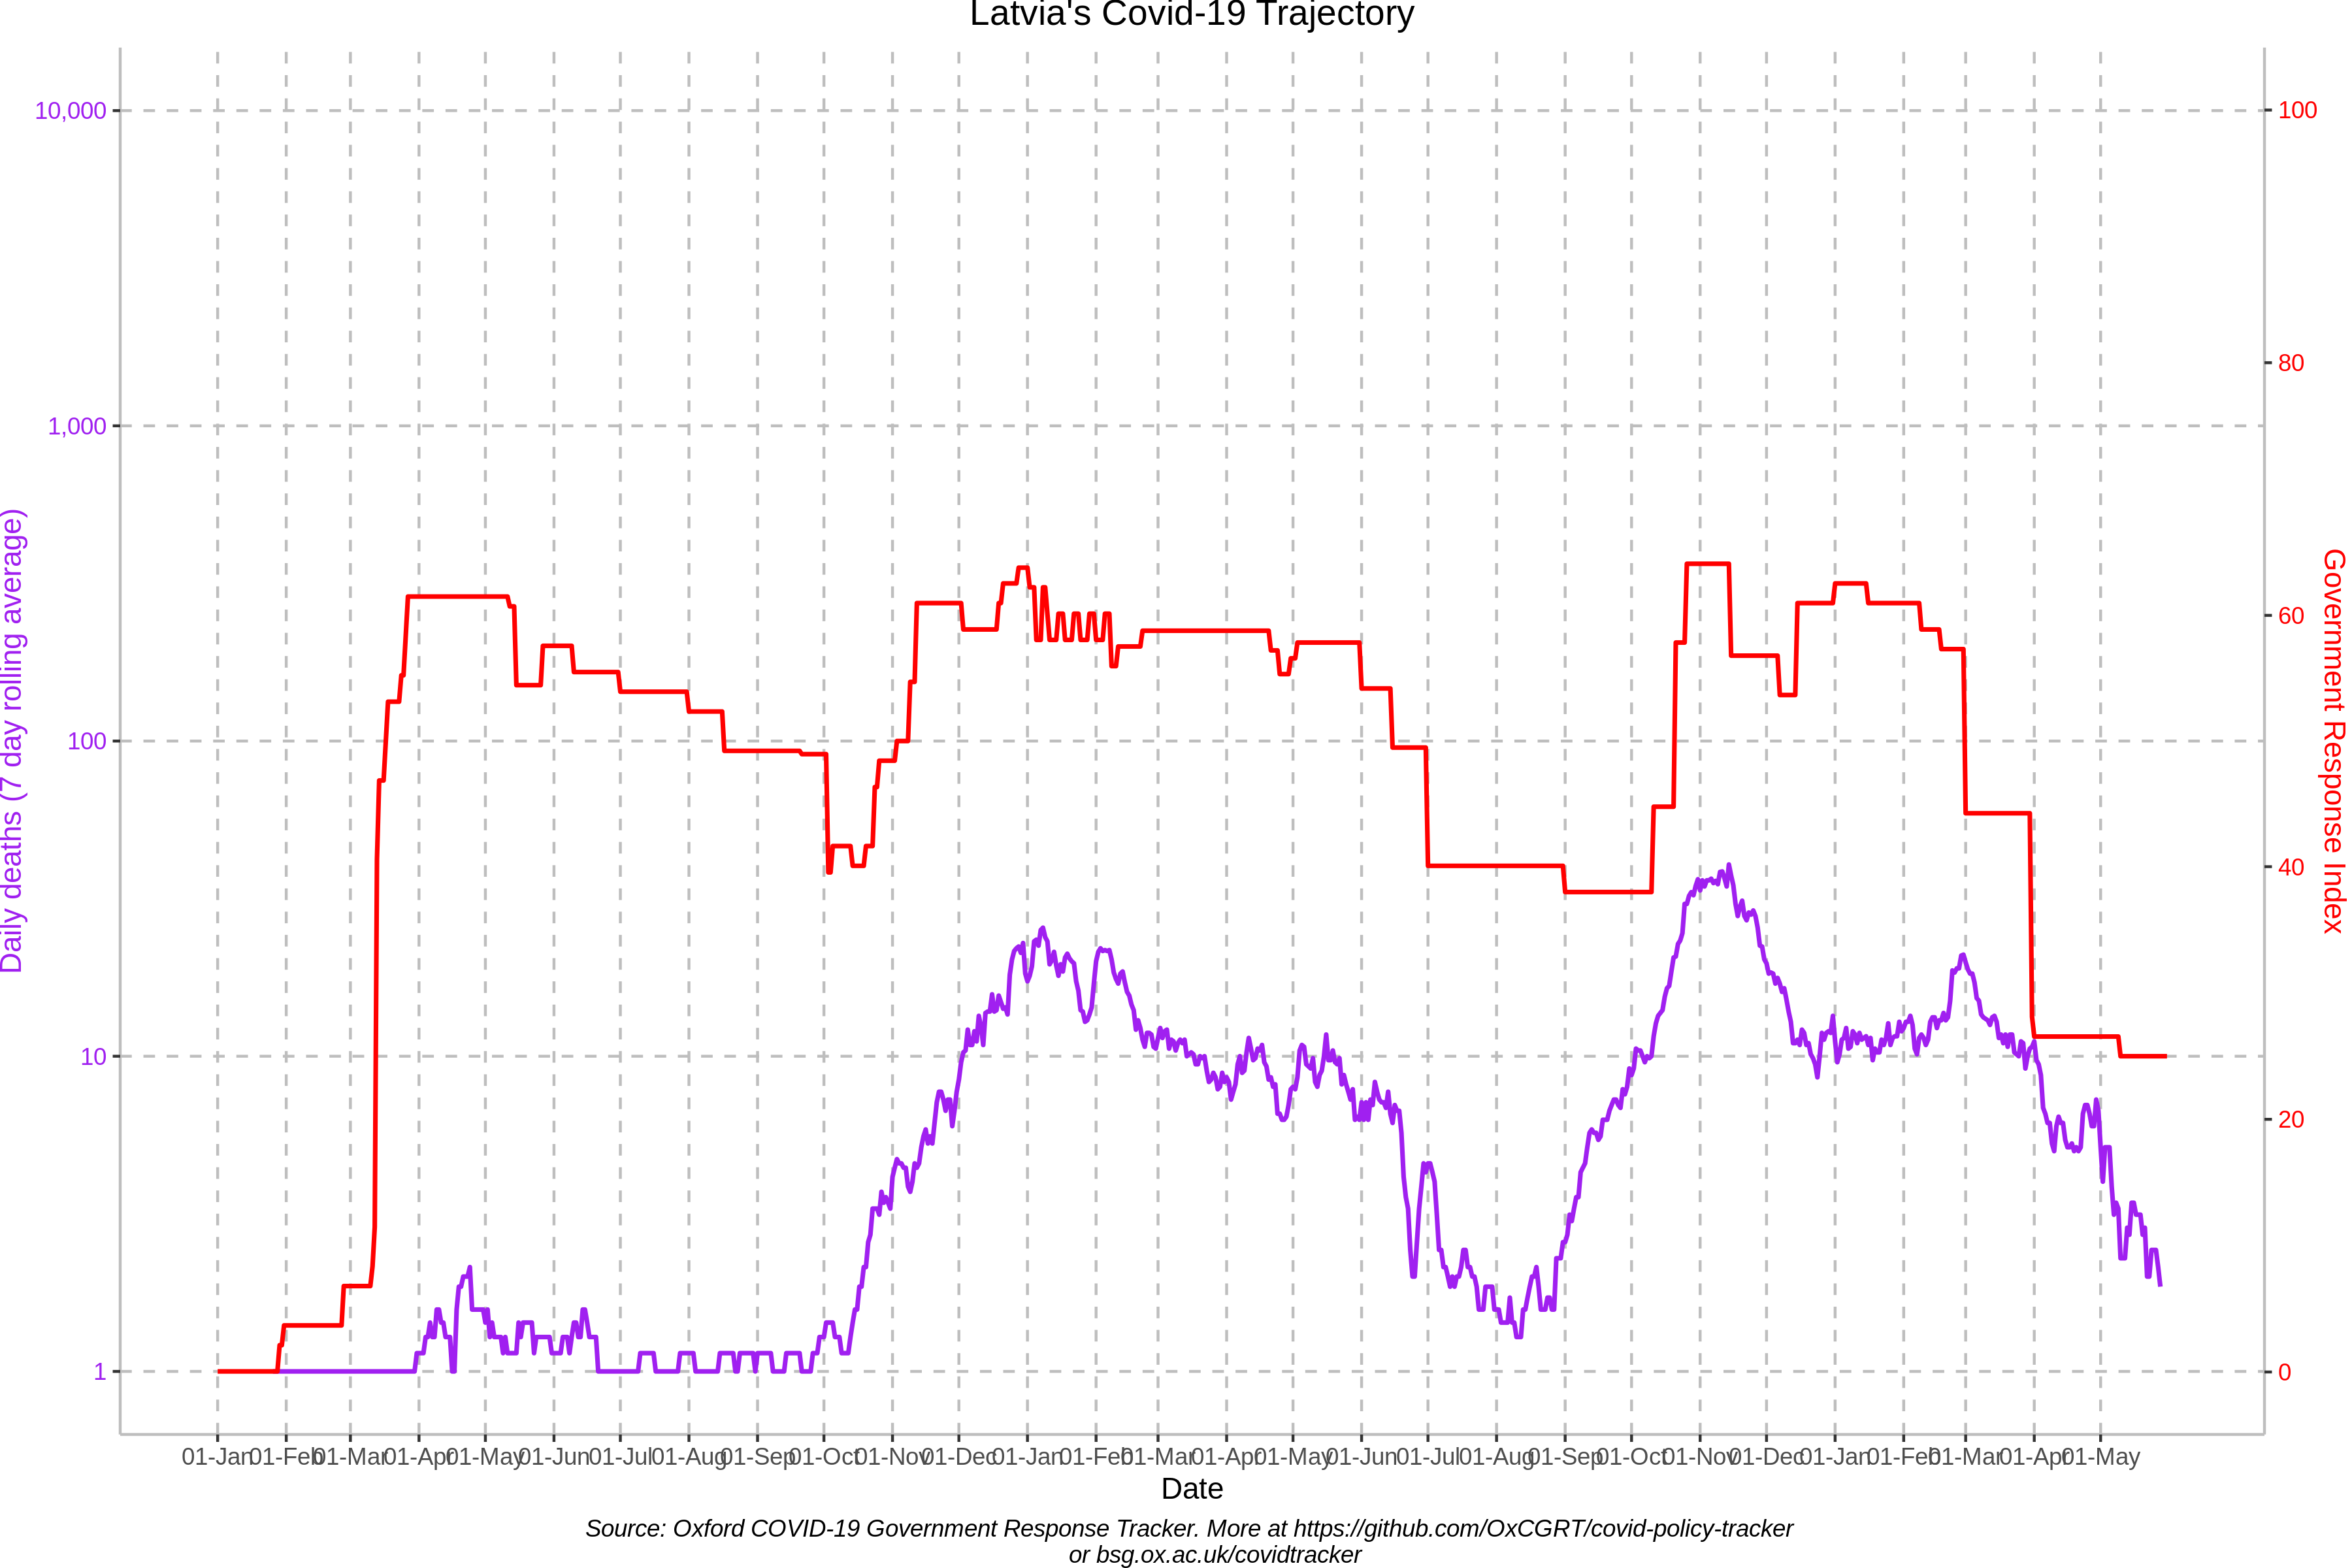 Latvia's Covid-19 Trajectory
10,000
1,000
100
10
1
Daily deaths (7 day rolling average)
100
80
60
40
20
0
Government Response Index
01-Jan 01-Feb 01-Mar 01-Apr 01-May 01-Jun 01-Jul 01-Aug 01-Sep 01-Oct 01-Nov 01-Dec 01-Jan 01-Feb 01-Mar 01-Apr 01-May 01-Jun 01-Jul 01-Aug 01-Sep 01-Oct 01-Nov 01-Dec 01-Jan 01-Feb 01-Mar 01-Apr 01-May
Date
Source: Oxford COVID-19 Government Response Tracker. More at https://github.com/OxCGRT/covid-policy-tracker
or bsg.ox.ac.uk/covidtracker